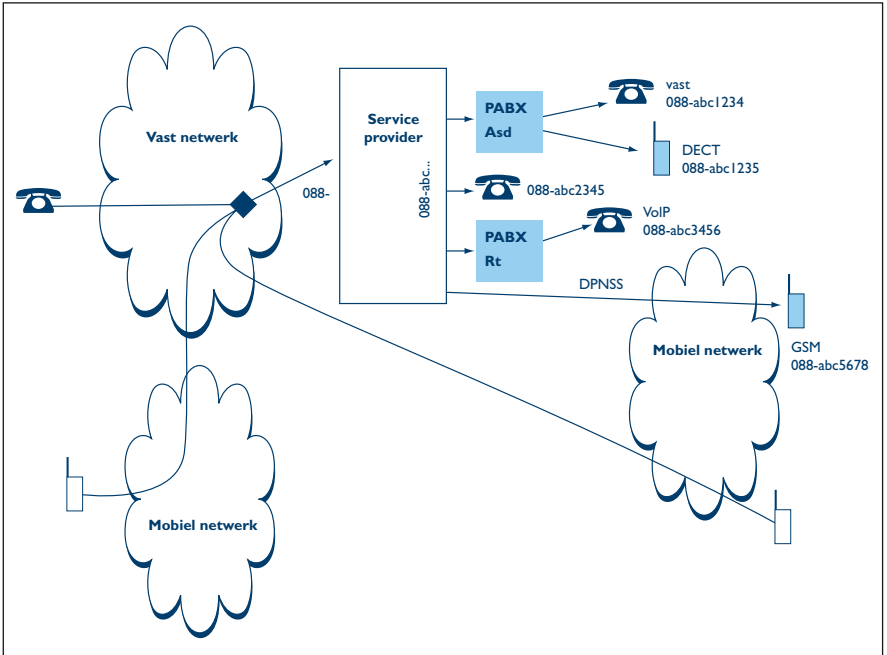 Vast netwerk
088-
Service
provider
088-abc...
PABX
Asd
vast
088-abc1234
DECT
088-abc1235
088-abc2345
PABX
Rt
VoIP
088-abc3456
DPNSS
Mobiel netwerk
GSM
088-abc5678
Mobiel netwerk